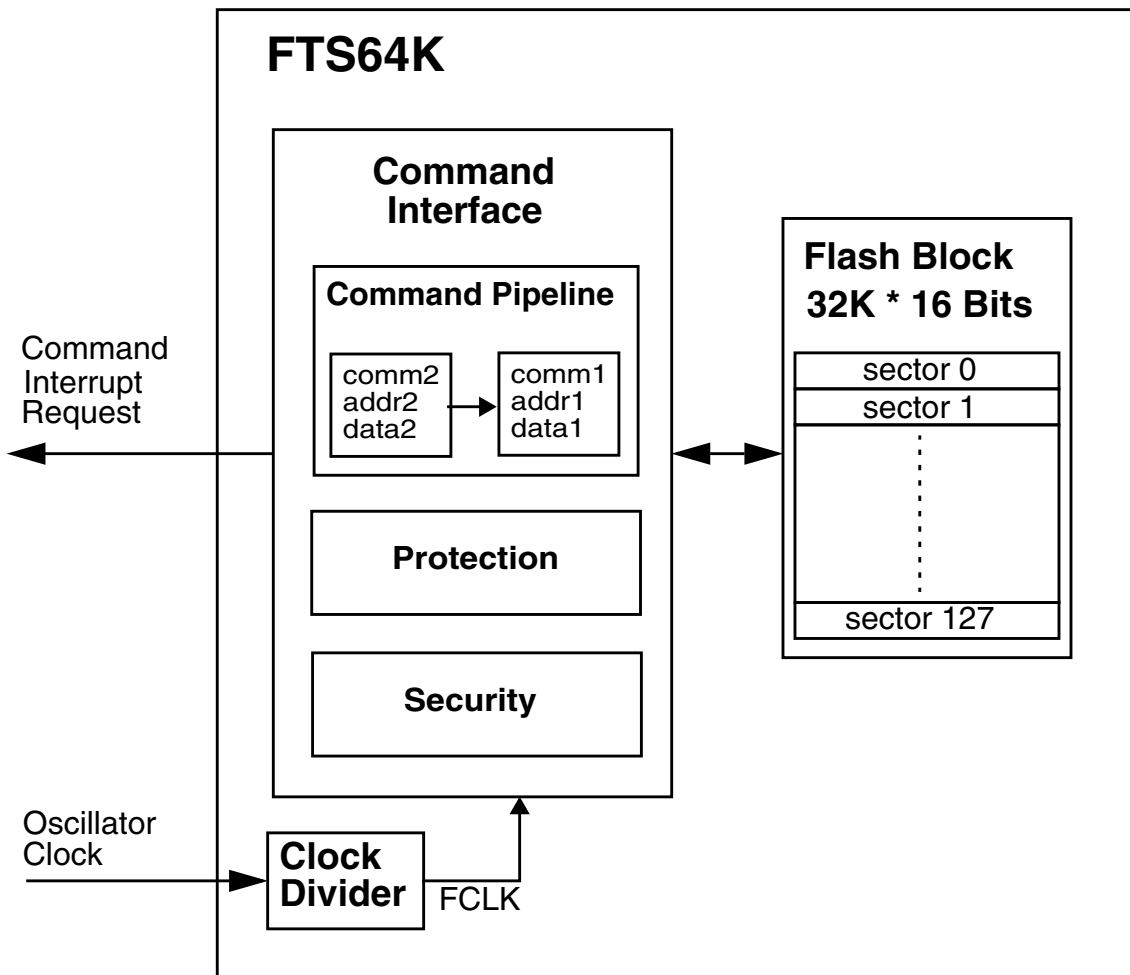 FTS64K
Command
Interface
Command Pipeline
comm2
addr2
data2
comm1
addr1
data1
Protection
Security
Command
Interrupt
Request
Flash Block
32K * 16 Bits
sector 0
sector 1
sector 127
Oscillator
Clock
Clock
Divider
FCLK